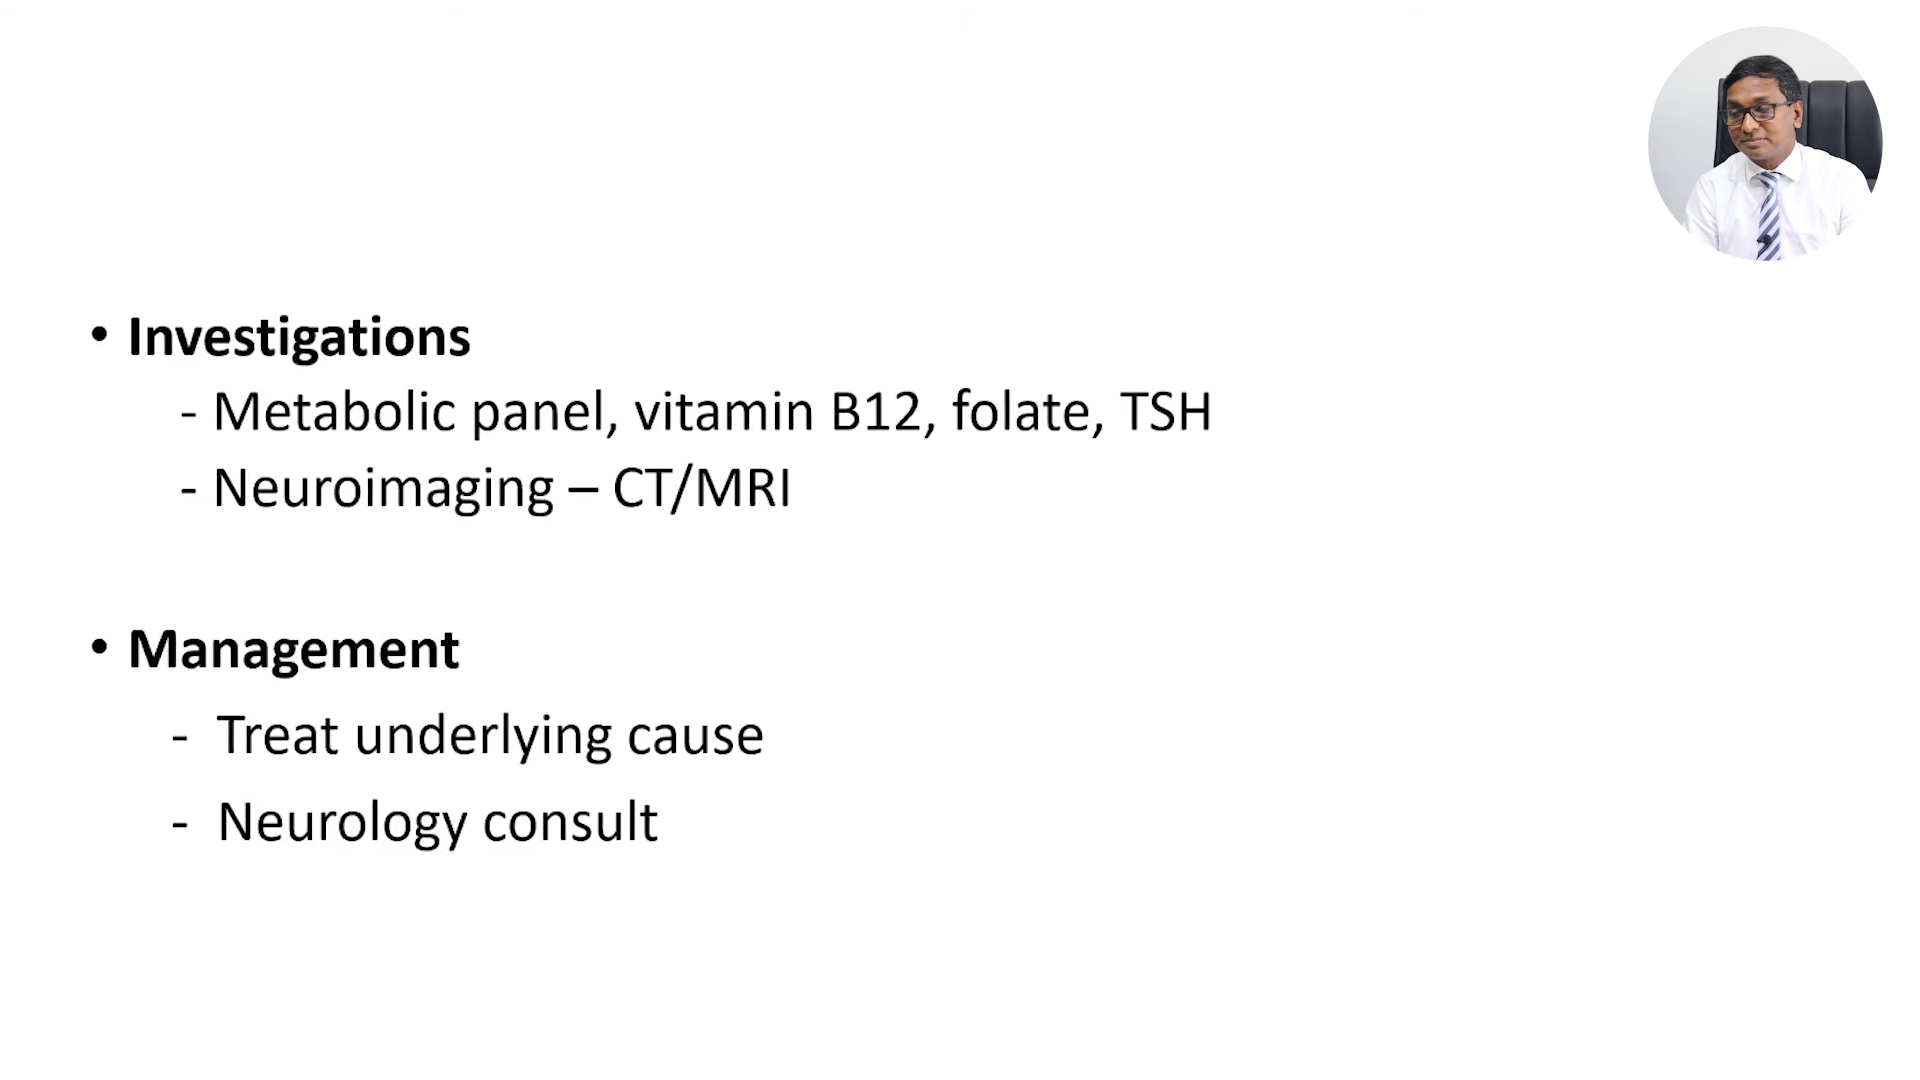 • Investigations
- Metabolic panel, vitamin B12, folate, TSH
- Neuroimaging – CT/MRI
• Management
- Treat underlying cause
- Neurology consult